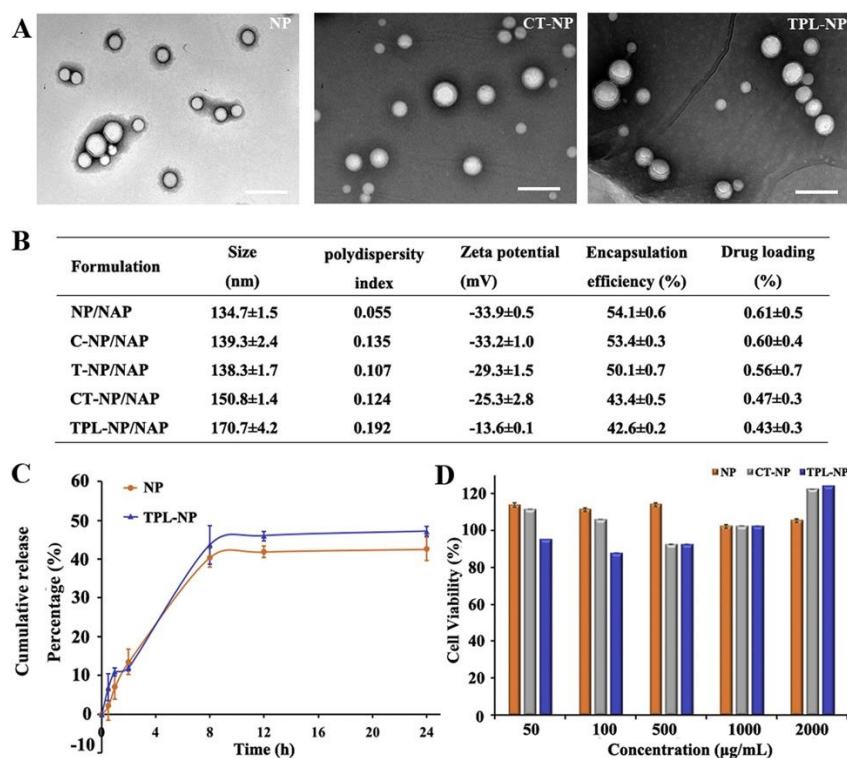 A
NP
CT-NP
TPL-NP
B
Formulation Size (nm) polydispersity index Zeta potential (mV) Encapsulation efficiency (%) Drug loading (%)
NP/NAP 134.7±1.5 0.055 -33.9±0.5 54.1±0.6 0.61±0.5
C-NP/NAP 139.3±2.4 0.135 -33.2±1.0 53.4±0.3 0.60±0.4
T-NP/NAP 138.3±1.7 0.107 -29.3±1.5 50.1±0.7 0.56±0.7
CT-NP/NAP 150.8±1.4 0.124 -25.3±2.8 43.4±0.5 0.47±0.3
TPL-NP/NAP 170.7±4.2 0.192 -13.6±0.1 42.6±0.2 0.43±0.3
C
NP
TPL-NP
Cumulative release
Percentage (%)
60
50
40
30
20
10
0
-10
0 4 8 12 16 20 24
Time (h)
D
NP CT-NP TPL-NP
Cell Viability (%)
120
100
80
60
40
20
0
50 100 500 1000 2000
Concentration (µg/mL)